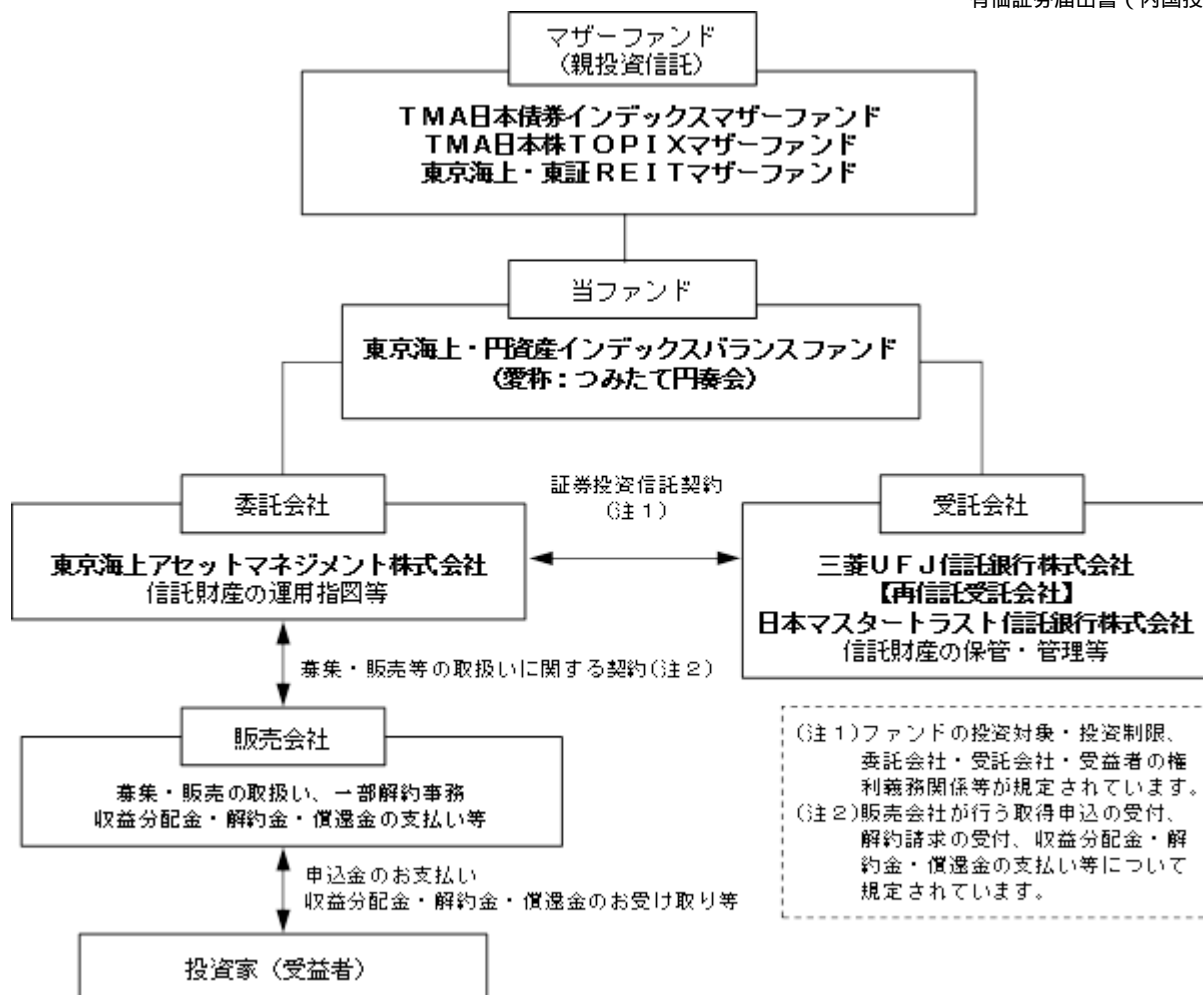 有価証券届出書（内国投
マザーファンド
（親投資信託）
ＴＭＡ日本債券インデックスマザーファンド
ＴＭＡ日本株ＴＯＰＩＸマザーファンド
東京海上・東証ＲＥＩＴマザーファンド
当ファンド
東京海上・円資産インデックスバランスファンド
（愛称：つみたて円奏会）
委託会社
東京海上アセットマネジメント株式会社
信託財産の運用指図等
証券投資信託契約
（注１）
受託会社
三菱ＵＦＪ信託銀行株式会社
【再信託受託会社】
日本マスタートラスト信託銀行株式会社
信託財産の保管・管理等
募集・販売等の取扱いに関する契約（注２）
販売会社
募集・販売の取扱い、一部解約事務
収益分配金・解約金・償還金の支払い等
（注１）ファンドの投資対象・投資制限、
委託会社・受託会社・受益者の権
利義務関係等が規定されています。
（注２）販売会社が行う取得申込の受付、
解約請求の受付、収益分配金・解
約金・償還金の支払い等について
規定されています。
申込金のお支払い
収益分配金・解約金・償還金のお受け取り等
投資家（受益者）